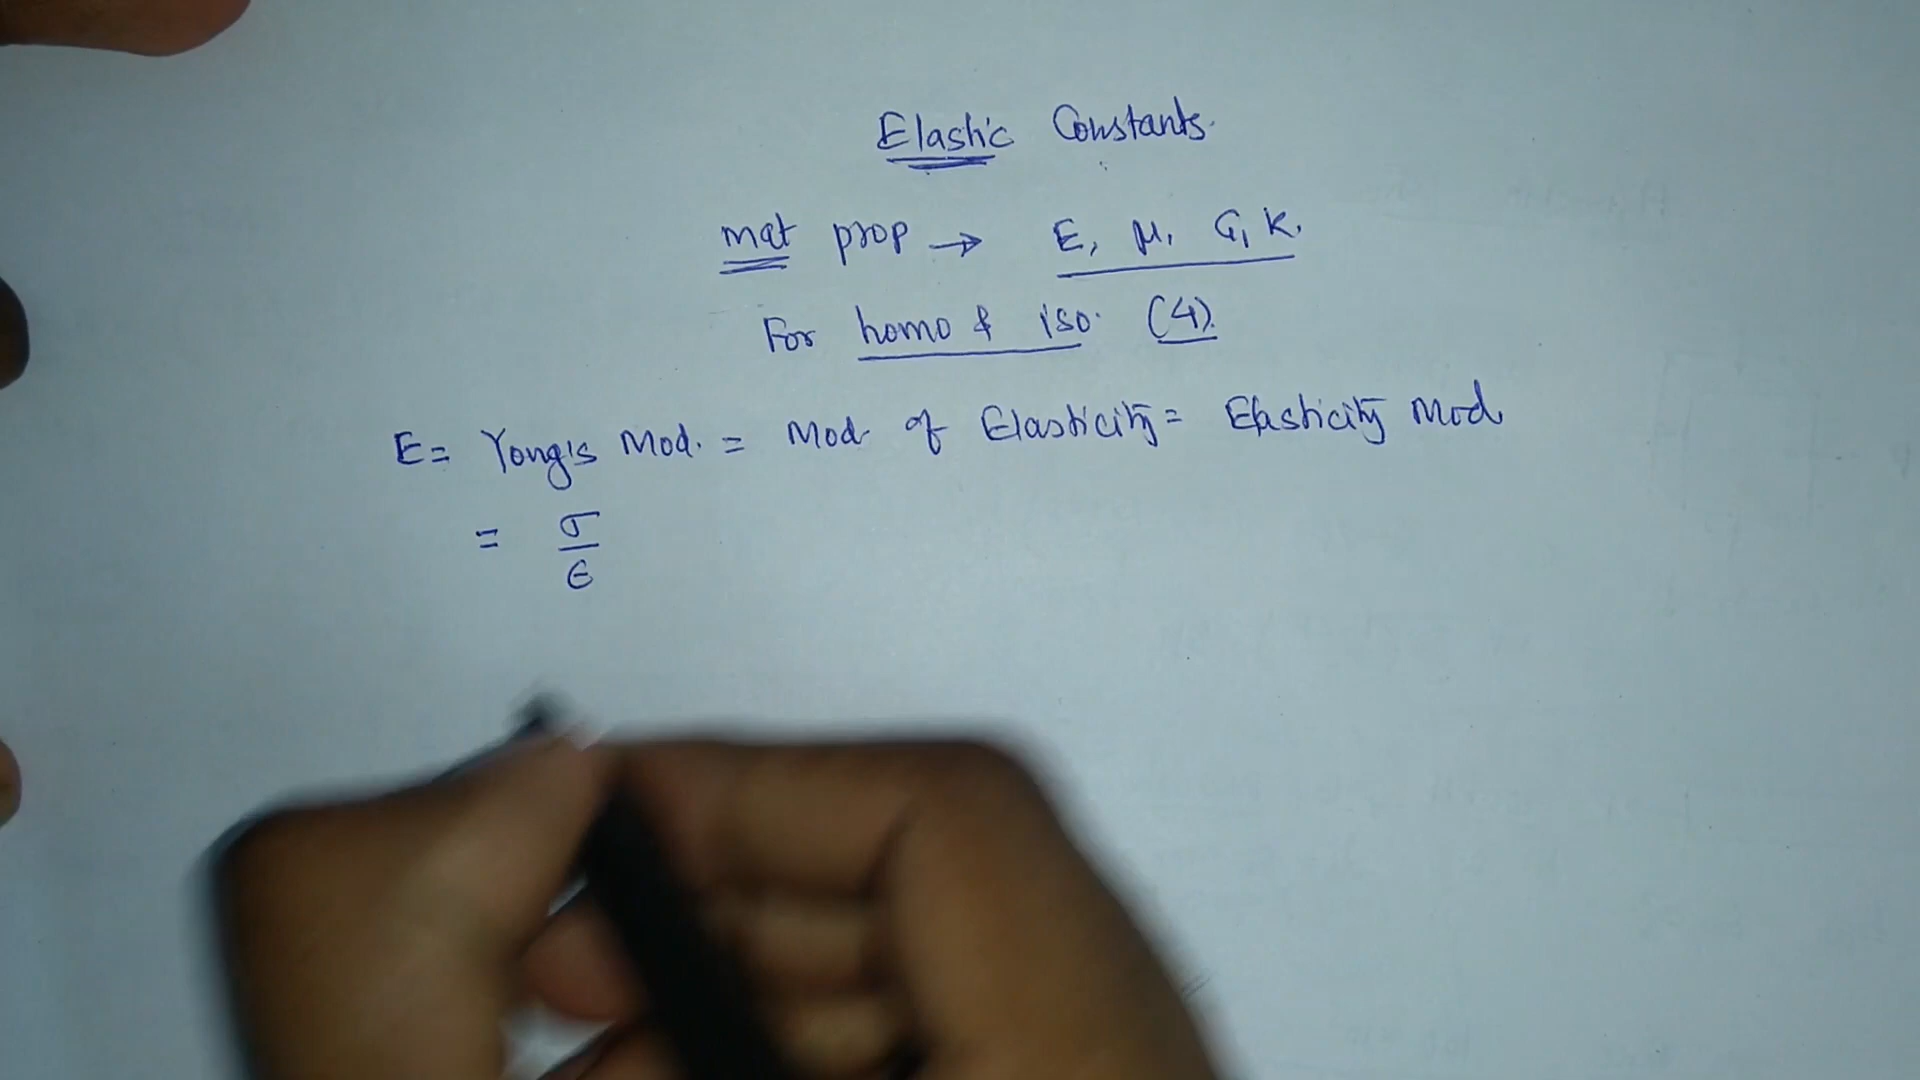 Elastic Constants.
mat prop → E, μ, G, K.
For homo & iso. (4).
E = Yong's Mod. = Mod. of Elasticity = Elasticity Mod
= σ/ϵ